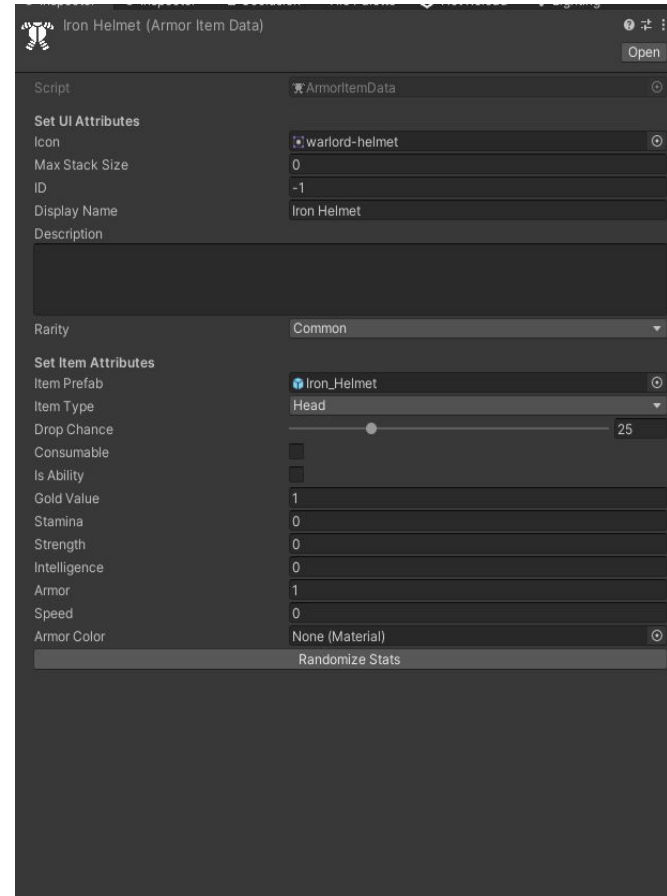 Iron Helmet (Armor Item Data)
Open
Script ArmorItemData
Set UI Attributes
Icon warlord-helmet
Max Stack Size 0
ID -1
Display Name Iron Helmet
Description
Rarity Common
Set Item Attributes
Item Prefab Iron_Helmet
Item Type Head
Drop Chance 25
Consumable
Is Ability
Gold Value 1
Stamina 0
Strength 0
Intelligence 0
Armor 1
Speed 0
Armor Color None (Material)
Randomize Stats